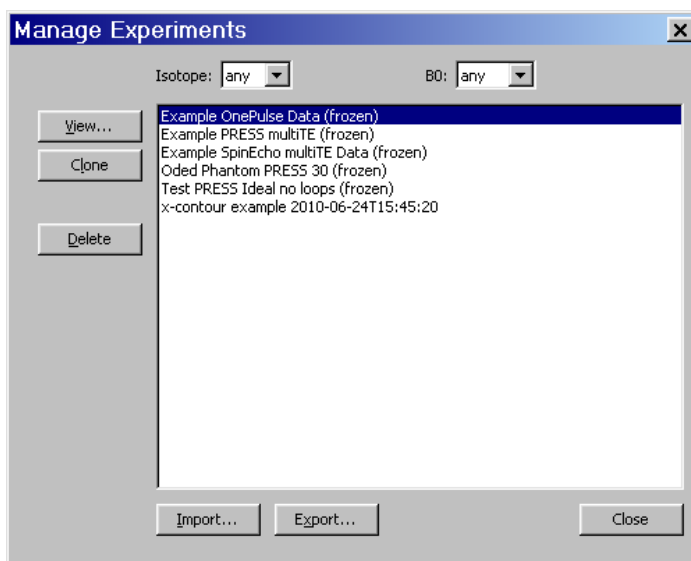 Manage Experiments
Isotope: any B0: any
View...
Clone
Delete
Example OnePulse Data (frozen)
Example PRESS multiTE (frozen)
Example SpinEcho multiTE Data (frozen)
Oded Phantom PRESS 30 (frozen)
Test PRESS Ideal no loops (frozen)
x-contour example 2010-06-24T15:45:20
Import... Export... Close